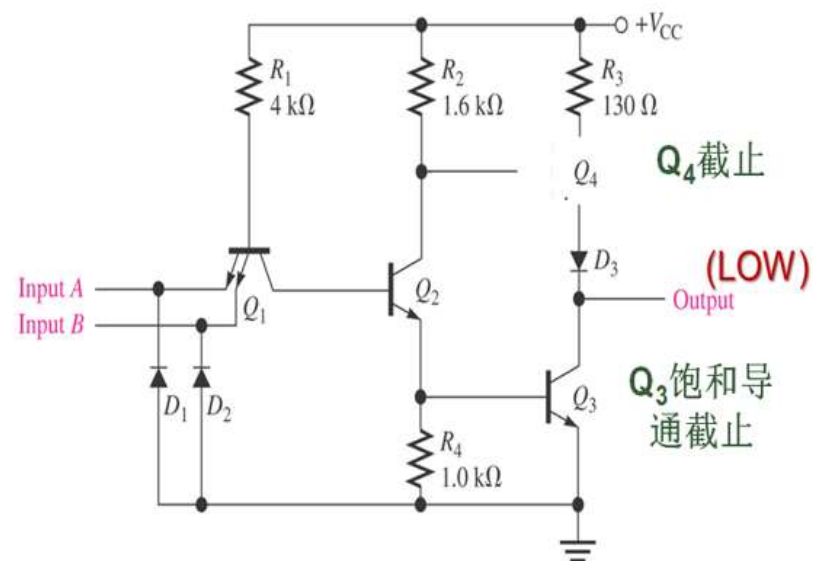 +VCC
R1
4 kΩ
R2
1.6 kΩ
R3
130 Ω
Q4
Q4截止
D3
(LOW)
Output
Input A
Input B
Q1
Q2
D1
D2
Q3
Q3饱和导
通截止
R4
1.0 kΩ